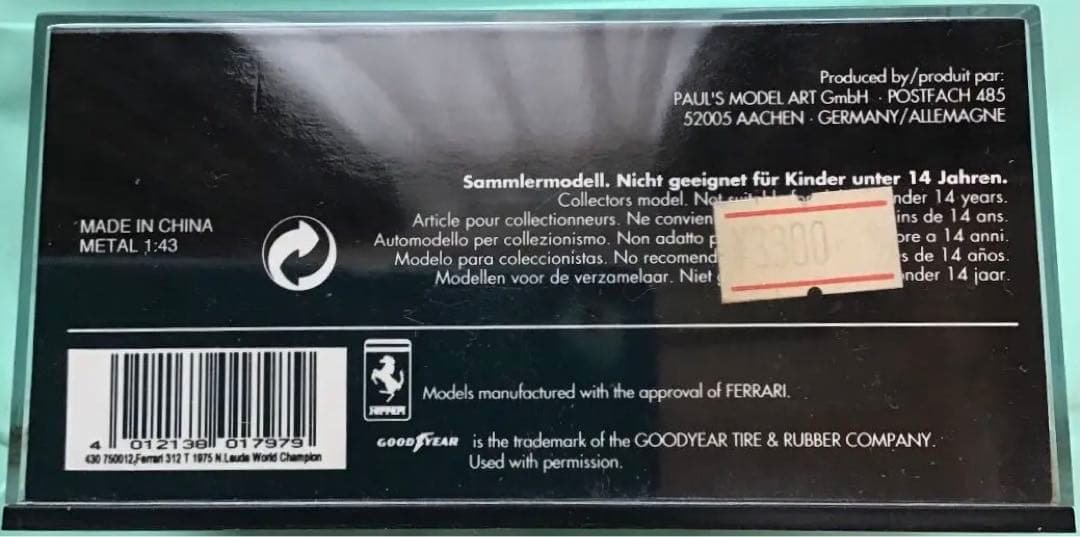 Produced by/produit par:
PAUL'S MODEL ART GmbH · POSTFACH 485
52005 AACHEN · GERMANY/ALLEMAGNE
Sammlermodell. Nicht geeignet für Kinder unter 14 Jahren.
Collectors model. Not nder 14 years.
Article pour collectionneurs. Ne convien ins de 14 ans.
Automodello per collezionismo. Non adatto p ore a 14 anni.
Modelo para coleccionistas. No recomend s de 14 años.
Modellen voor de verzamelaar. Niet nder 14 jaar.
¥3300
MADE IN CHINA
METAL 1:43
4 012138 017979
430 750012,Ferrari 312 T 1975 N.Lauda World Champion
FERRARI
Models manufactured with the approval of FERRARI.
GOODYEAR is the trademark of the GOODYEAR TIRE & RUBBER COMPANY.
Used with permission.